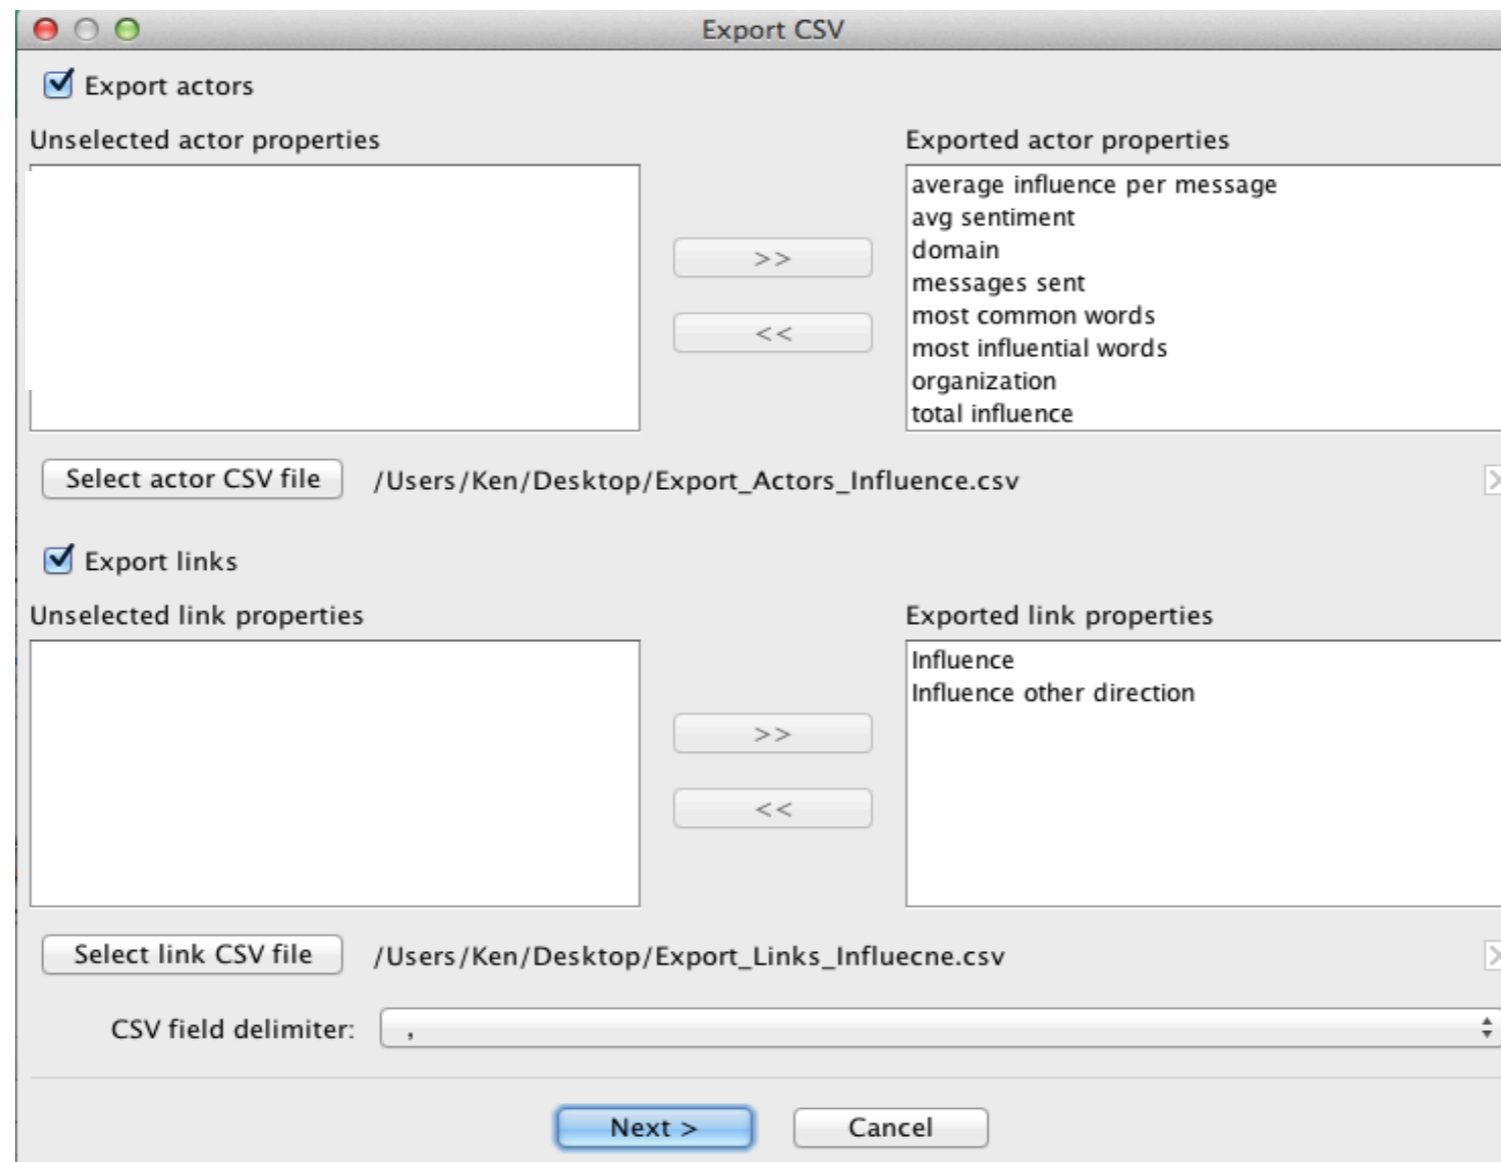 Export CSV
Export actors
Unselected actor properties
Exported actor properties
average influence per message
avg sentiment
domain
messages sent
most common words
most influential words
organization
total influence
>>
<<
Select actor CSV file
/Users/Ken/Desktop/Export_Actors_Influence.csv
Export links
Unselected link properties
Exported link properties
Influence
Influence other direction
>>
<<
Select link CSV file
/Users/Ken/Desktop/Export_Links_Influecne.csv
CSV field delimiter:
,
Next >
Cancel